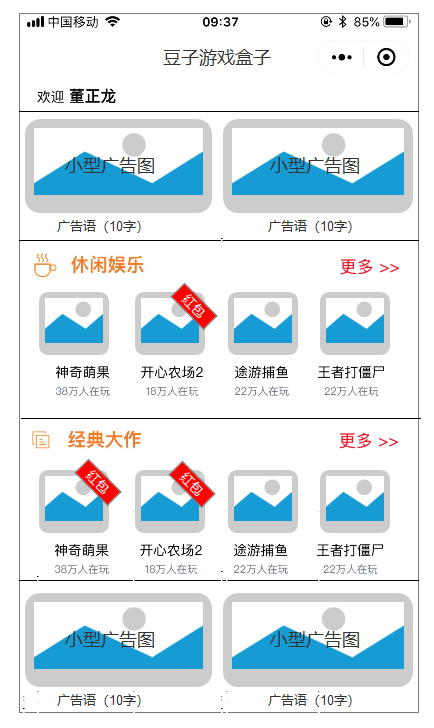 中国移动 09:37 85%
豆子游戏盒子
欢迎 董正龙
小型广告图 小型广告图
广告语（10字） 广告语（10字）
休闲娱乐 更多 >>
红包
神奇萌果 开心农场2 途游捕鱼 王者打僵尸
38万人在玩 18万人在玩 22万人在玩 22万人在玩
经典大作 更多 >>
红包 红包
神奇萌果 开心农场2 途游捕鱼 王者打僵尸
38万人在玩 18万人在玩 22万人在玩 22万人在玩
小型广告图 小型广告图
广告语（10字） 广告语（10字）